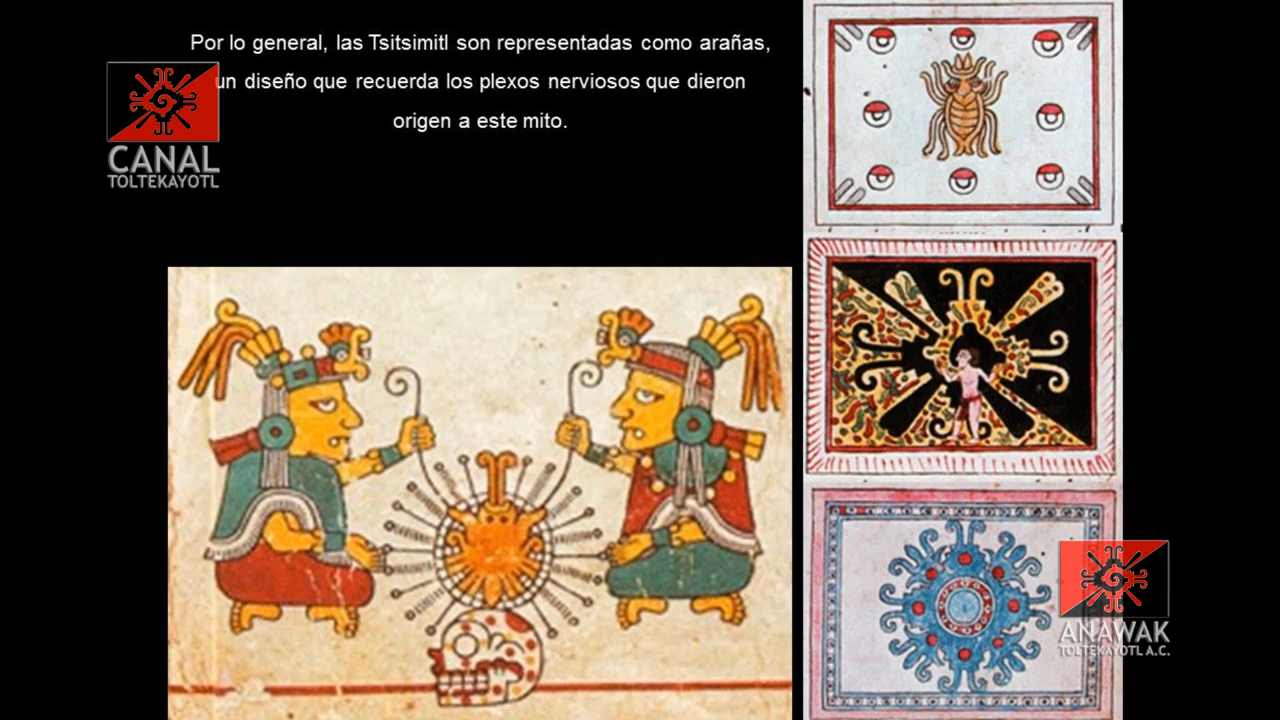 Por lo general, las Tsitsimitl son representadas como arañas,
un diseño que recuerda los plexos nerviosos que dieron
origen a este mito.
CANAL
TOLTEKAYOTL
ANAWAK
TOLTEKAYOTL A.C.